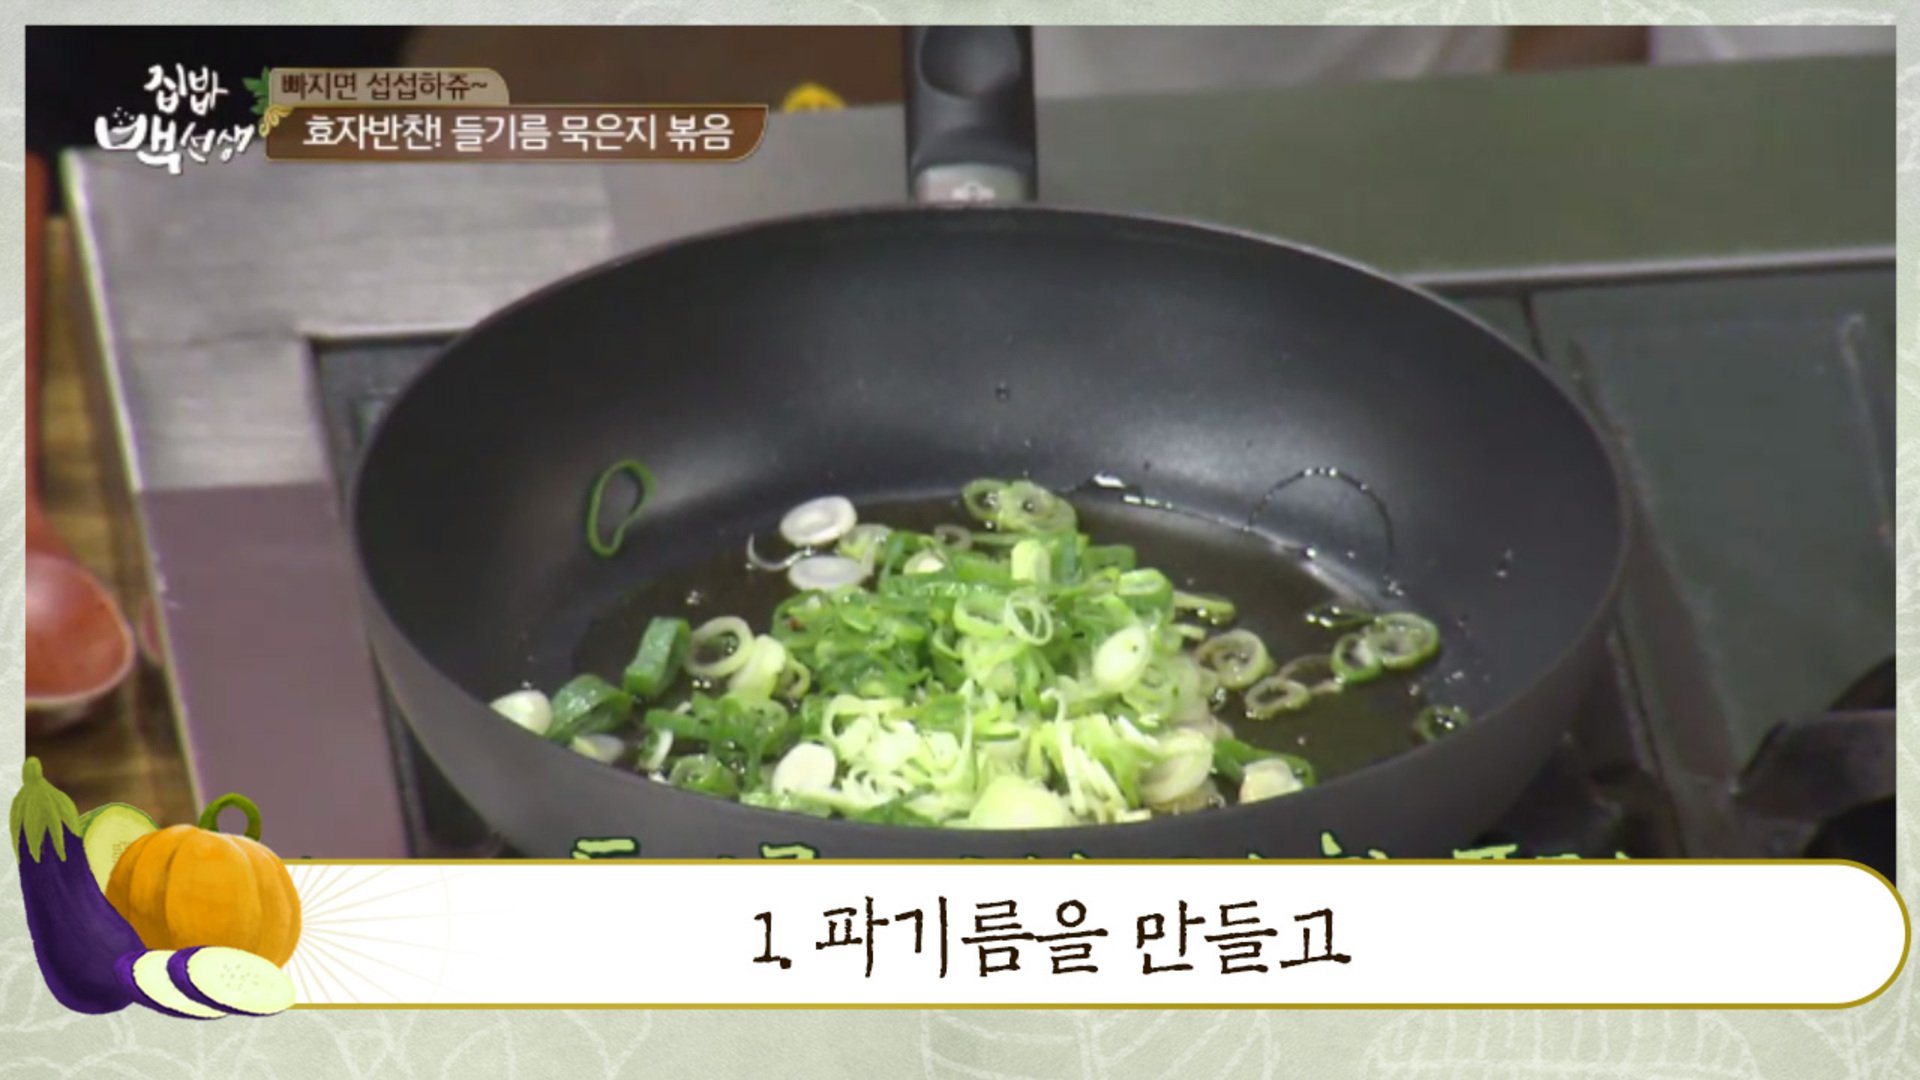 집밥
백선생
빠지면 섭섭하쥬~
효자반찬! 들기름 묵은지 볶음
1. 파기름을 만들고